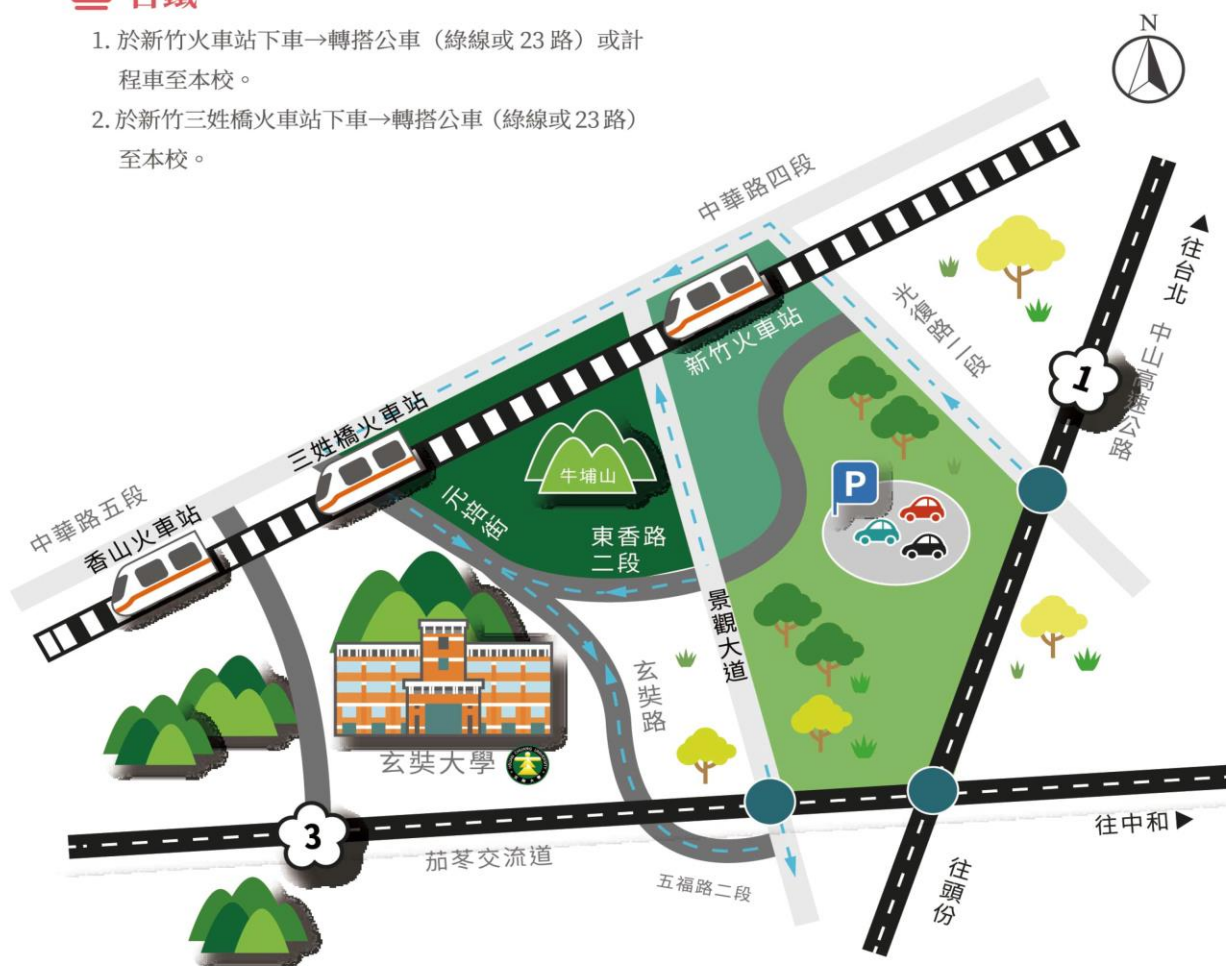 台鐵
1. 於新竹火車站下車→轉搭公車（綠線或 23 路）或計
程車至本校。
2. 於新竹三姓橋火車站下車→轉搭公車（綠線或 23 路）
至本校。
N
中華路四段
往台北
中山高速公路
1
光復路二段
新竹火車站
三姓橋火車站
中華路五段
香山火車站
牛埔山
P
元培街
東香路
二段
景觀大道
玄奘路
玄奘大學
3
茄苳交流道
往中和
五福路二段
往頭份